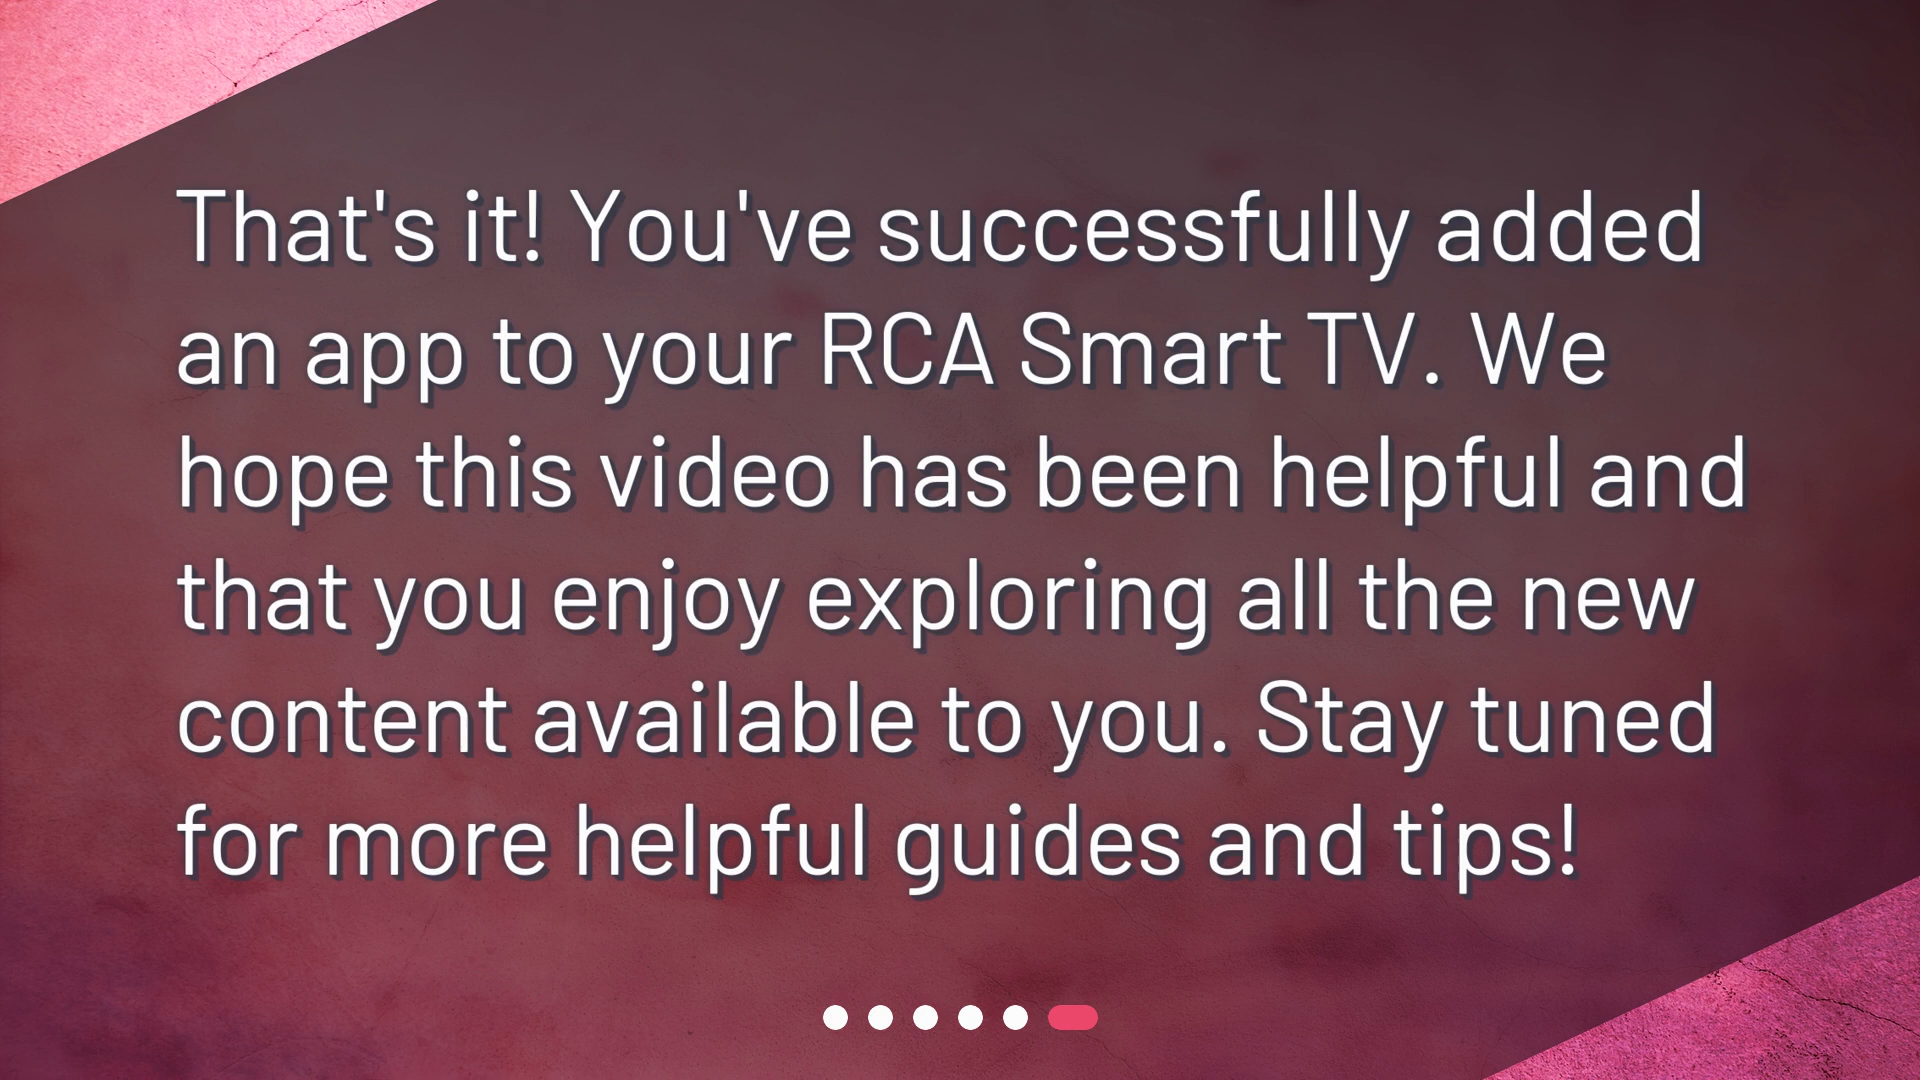 That's it! You've successfully added
an app to your RCA Smart TV. We
hope this video has been helpful and
that you enjoy exploring all the new
content available to you. Stay tuned
for more helpful guides and tips!